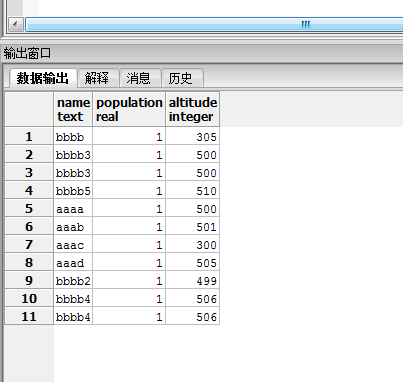 输出窗口
数据输出 解释 消息 历史
name population altitude
text real integer
1 bbbb 1 305
2 bbbb3 1 500
3 bbbb3 1 500
4 bbbb5 1 510
5 aaaa 1 500
6 aaab 1 501
7 aaac 1 300
8 aaad 1 505
9 bbbb2 1 499
10 bbbb4 1 506
11 bbbb4 1 506